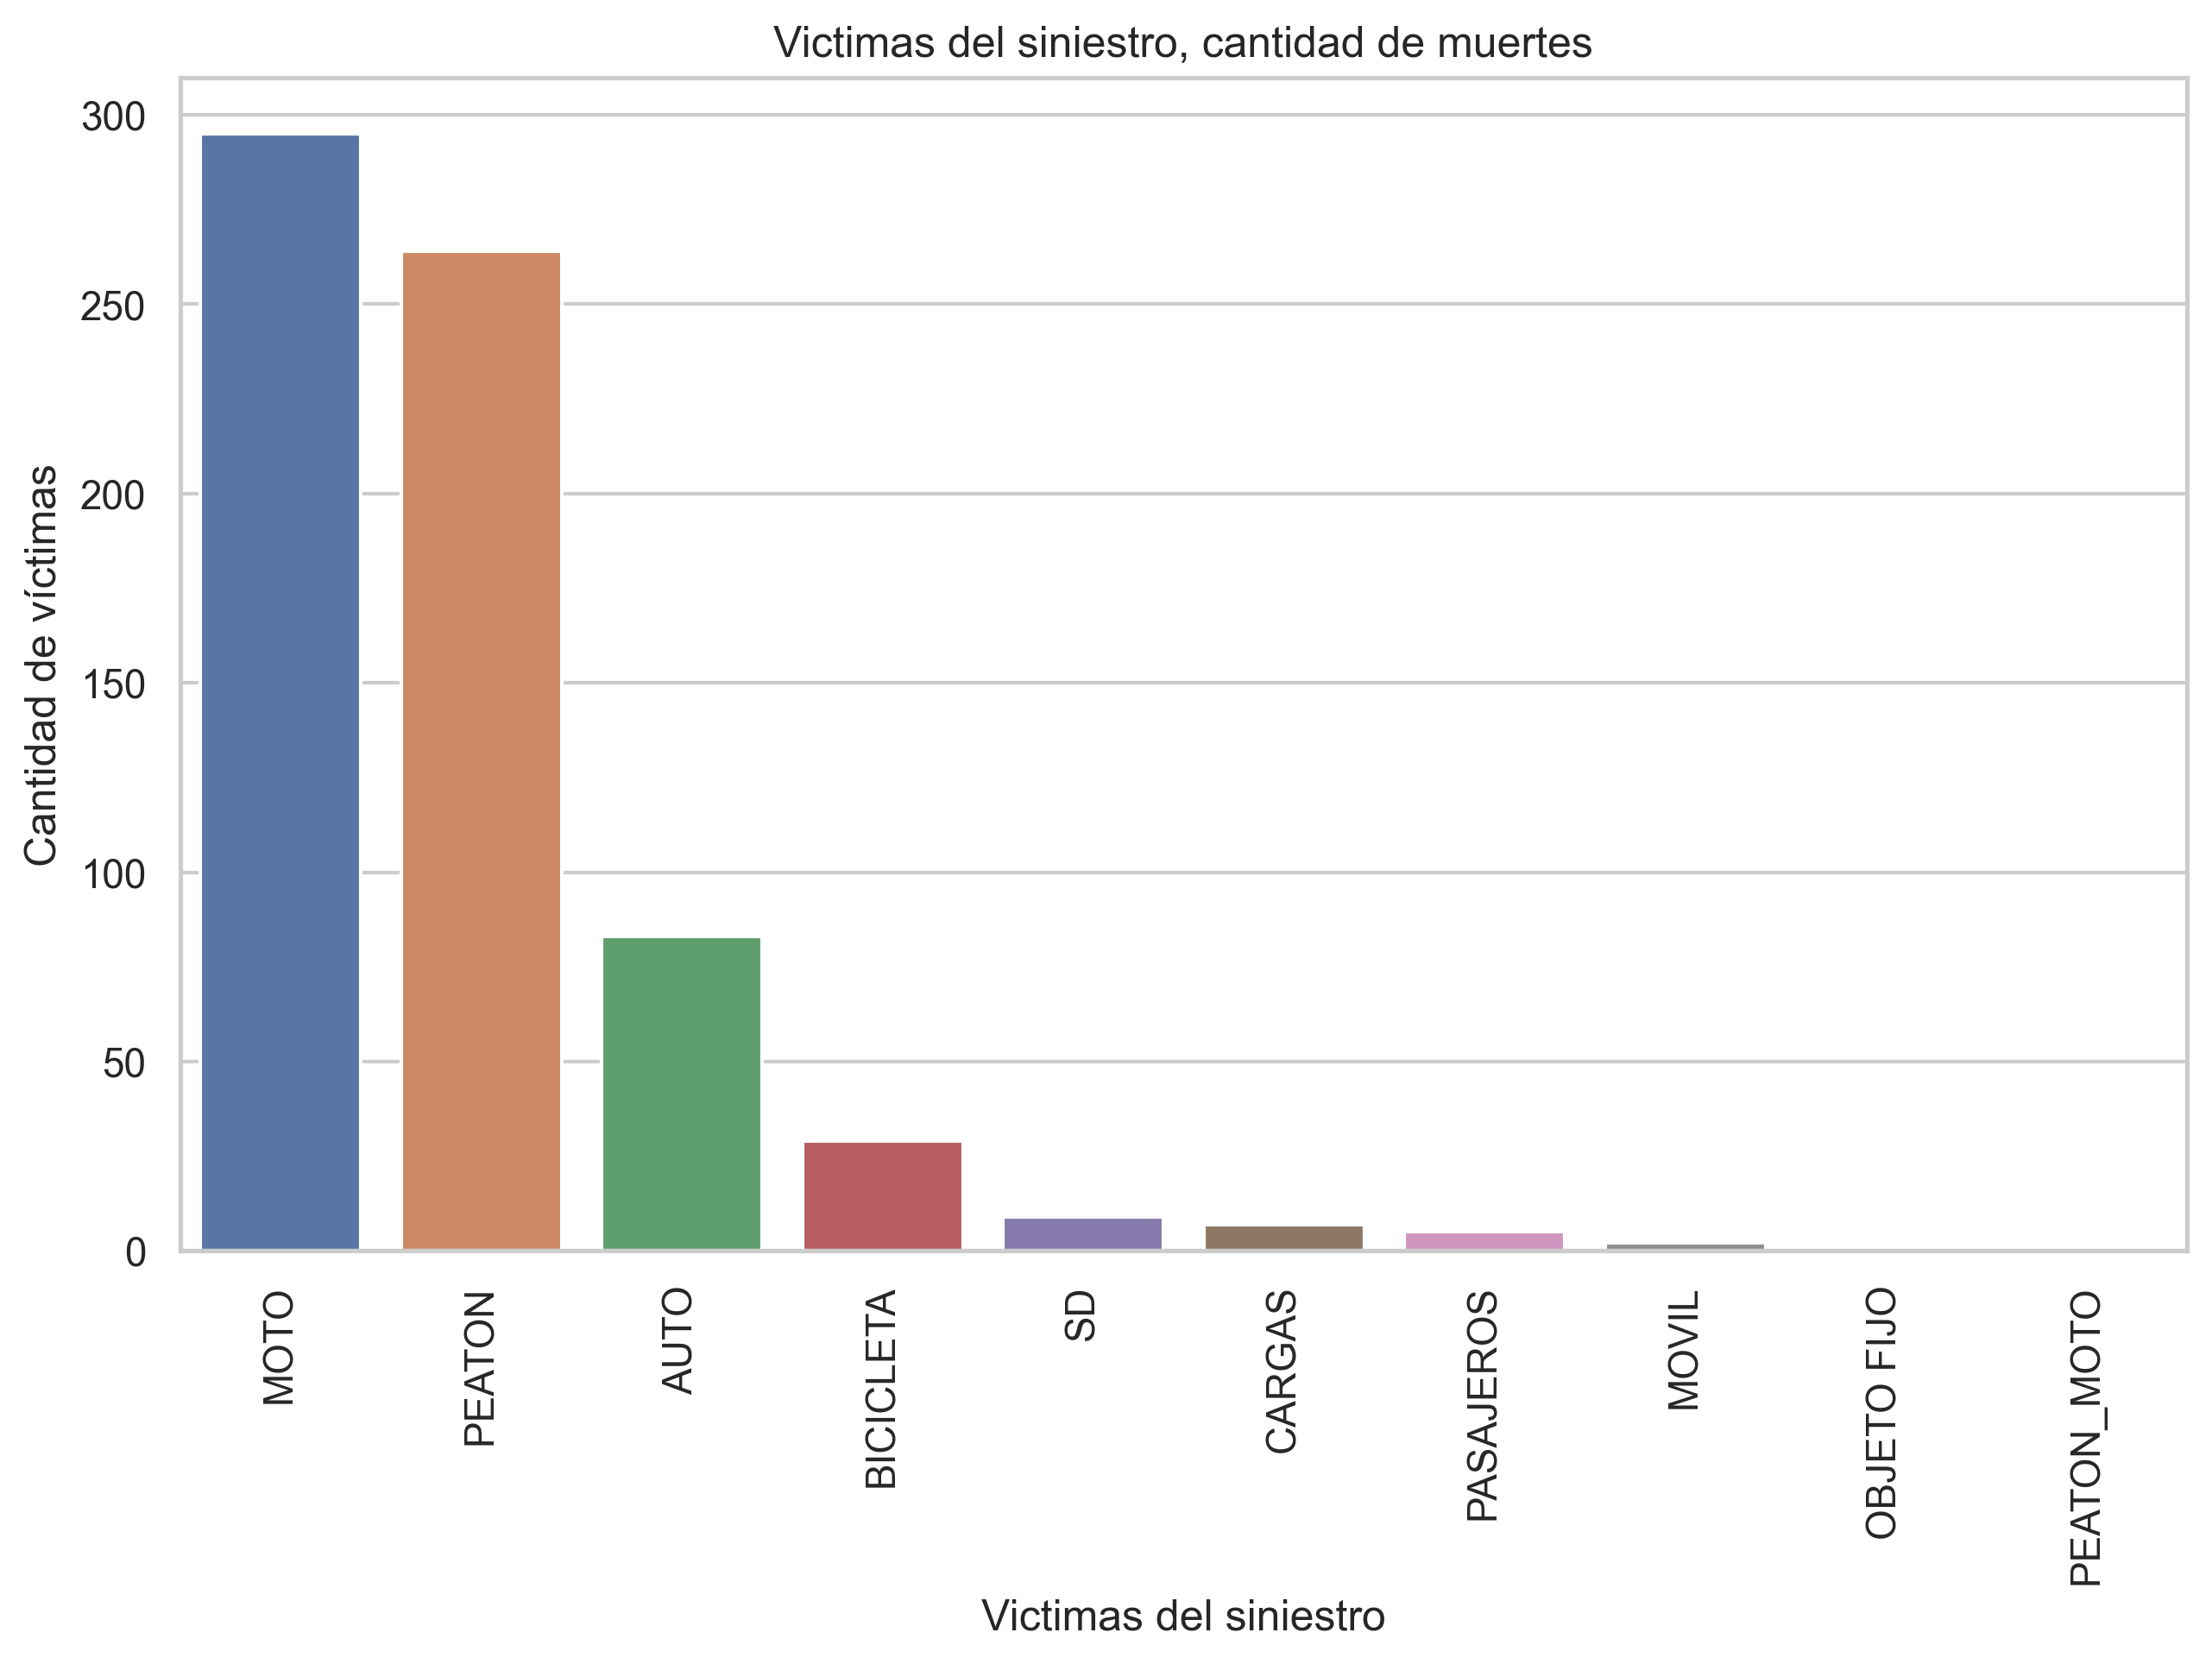 Victimas del siniestro, cantidad de muertes
Cantidad de víctimas
300
250
200
150
100
50
0
MOTO
PEATON
AUTO
BICICLETA
SD
CARGAS
PASAJEROS
MOVIL
OBJETO FIJO
PEATON_MOTO
Victimas del siniestro